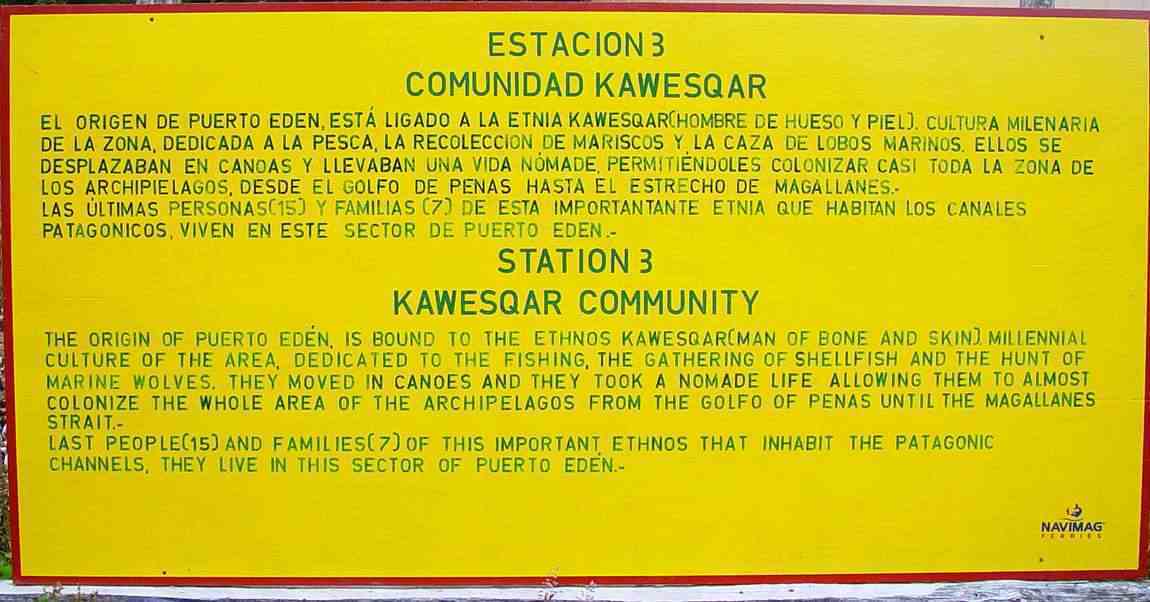 ESTACION 3
COMUNIDAD KAWESQAR
EL ORIGEN DE PUERTO EDEN, ESTÁ LIGADO A LA ETNIA KAWESQAR(HOMBRE DE HUESO Y PIEL). CULTURA MILENARIA
DE LA ZONA, DEDICADA A LA PESCA, LA RECOLECCION DE MARISCOS Y LA CAZA DE LOBOS MARINOS. ELLOS SE
DESPLAZABAN EN CANOAS Y LLEVABAN UNA VIDA NÓMADE, PERMITIÉNDOLES COLONIZAR CASI TODA LA ZONA DE
LOS ARCHIPIELAGOS, DESDE EL GOLFO DE PENAS HASTA EL ESTRECHO DE MAGALLANES.-
LAS ÚLTIMAS PERSONAS(15) Y FAMILIAS (7) DE ESTA IMPORTANTANTE ETNIA QUE HABITAN LOS CANALES
PATAGONICOS, VIVEN EN ESTE SECTOR DE PUERTO EDEN.-
STATION 3
KAWESQAR COMMUNITY
THE ORIGIN OF PUERTO EDÉN, IS BOUND TO THE ETHNOS KAWESQAR(MAN OF BONE AND SKIN) MILLENNIAL
CULTURE OF THE AREA, DEDICATED TO THE FISHING, THE GATHERING OF SHELLFISH AND THE HUNT OF
MARINE WOLVES. THEY MOVED IN CANOES AND THEY TOOK A NOMADE LIFE ALLOWING THEM TO ALMOST
COLONIZE THE WHOLE AREA OF THE ARCHIPELAGOS FROM THE GOLFO OF PENAS UNTIL THE MAGALLANES
STRAIT.-
LAST PEOPLE(15) AND FAMILIES(7) OF THIS IMPORTANT ETHNOS THAT INHABIT THE PATAGONIC
CHANNELS, THEY LIVE IN THIS SECTOR OF PUERTO EDEN.-
NAVIMAG
FERRIES